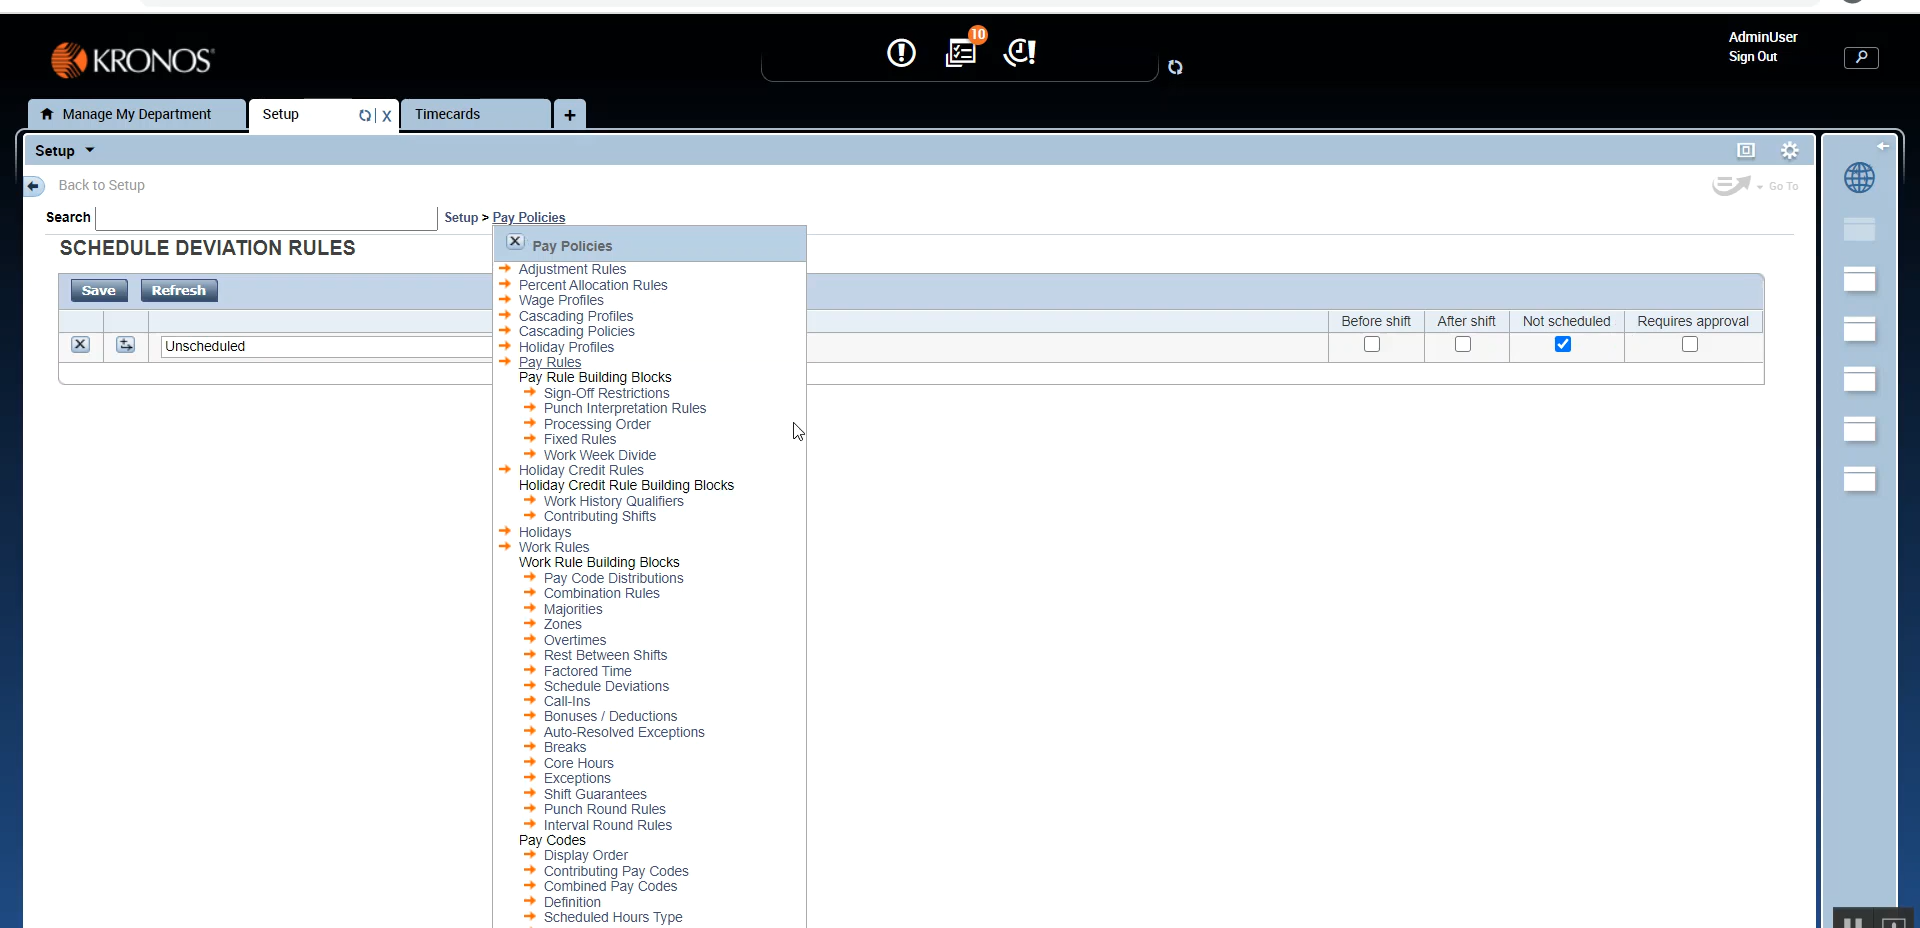 10
AdminUser
KRONOS
Sign Out
Manage My Department
Setup
X
Timecards
+
Setup
Back to Setup
Go To
Search
Setup > Pay Policies
SCHEDULE DEVIATION RULES
Pay Policies
Save
Refresh
Before shift
After shift
Not scheduled
Requires approval
Unscheduled
Adjustment Rules
Percent Allocation Rules
Wage Profiles
Cascading Profiles
Cascading Policies
Holiday Profiles
Pay Rules
Pay Rule Building Blocks
Sign-Off Restrictions
Punch Interpretation Rules
Processing Order
Fixed Rules
Work Week Divide
Holiday Credit Rules
Holiday Credit Rule Building Blocks
Work History Qualifiers
Contributing Shifts
Holidays
Work Rules
Work Rule Building Blocks
Pay Code Distributions
Combination Rules
Majorities
Zones
Overtimes
Rest Between Shifts
Factored Time
Schedule Deviations
Call-Ins
Bonuses / Deductions
Auto-Resolved Exceptions
Breaks
Core Hours
Exceptions
Shift Guarantees
Punch Round Rules
Interval Round Rules
Pay Codes
Display Order
Contributing Pay Codes
Combined Pay Codes
Definition
Scheduled Hours Type